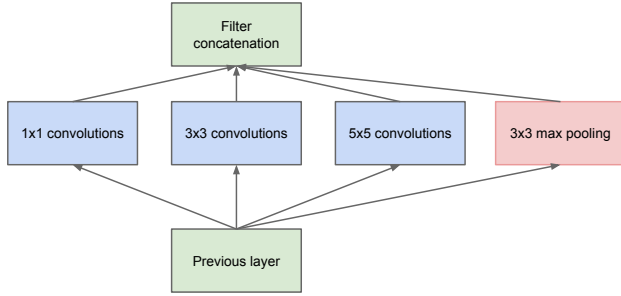 Filter
concatenation
1x1 convolutions
3x3 convolutions
5x5 convolutions
3x3 max pooling
Previous layer